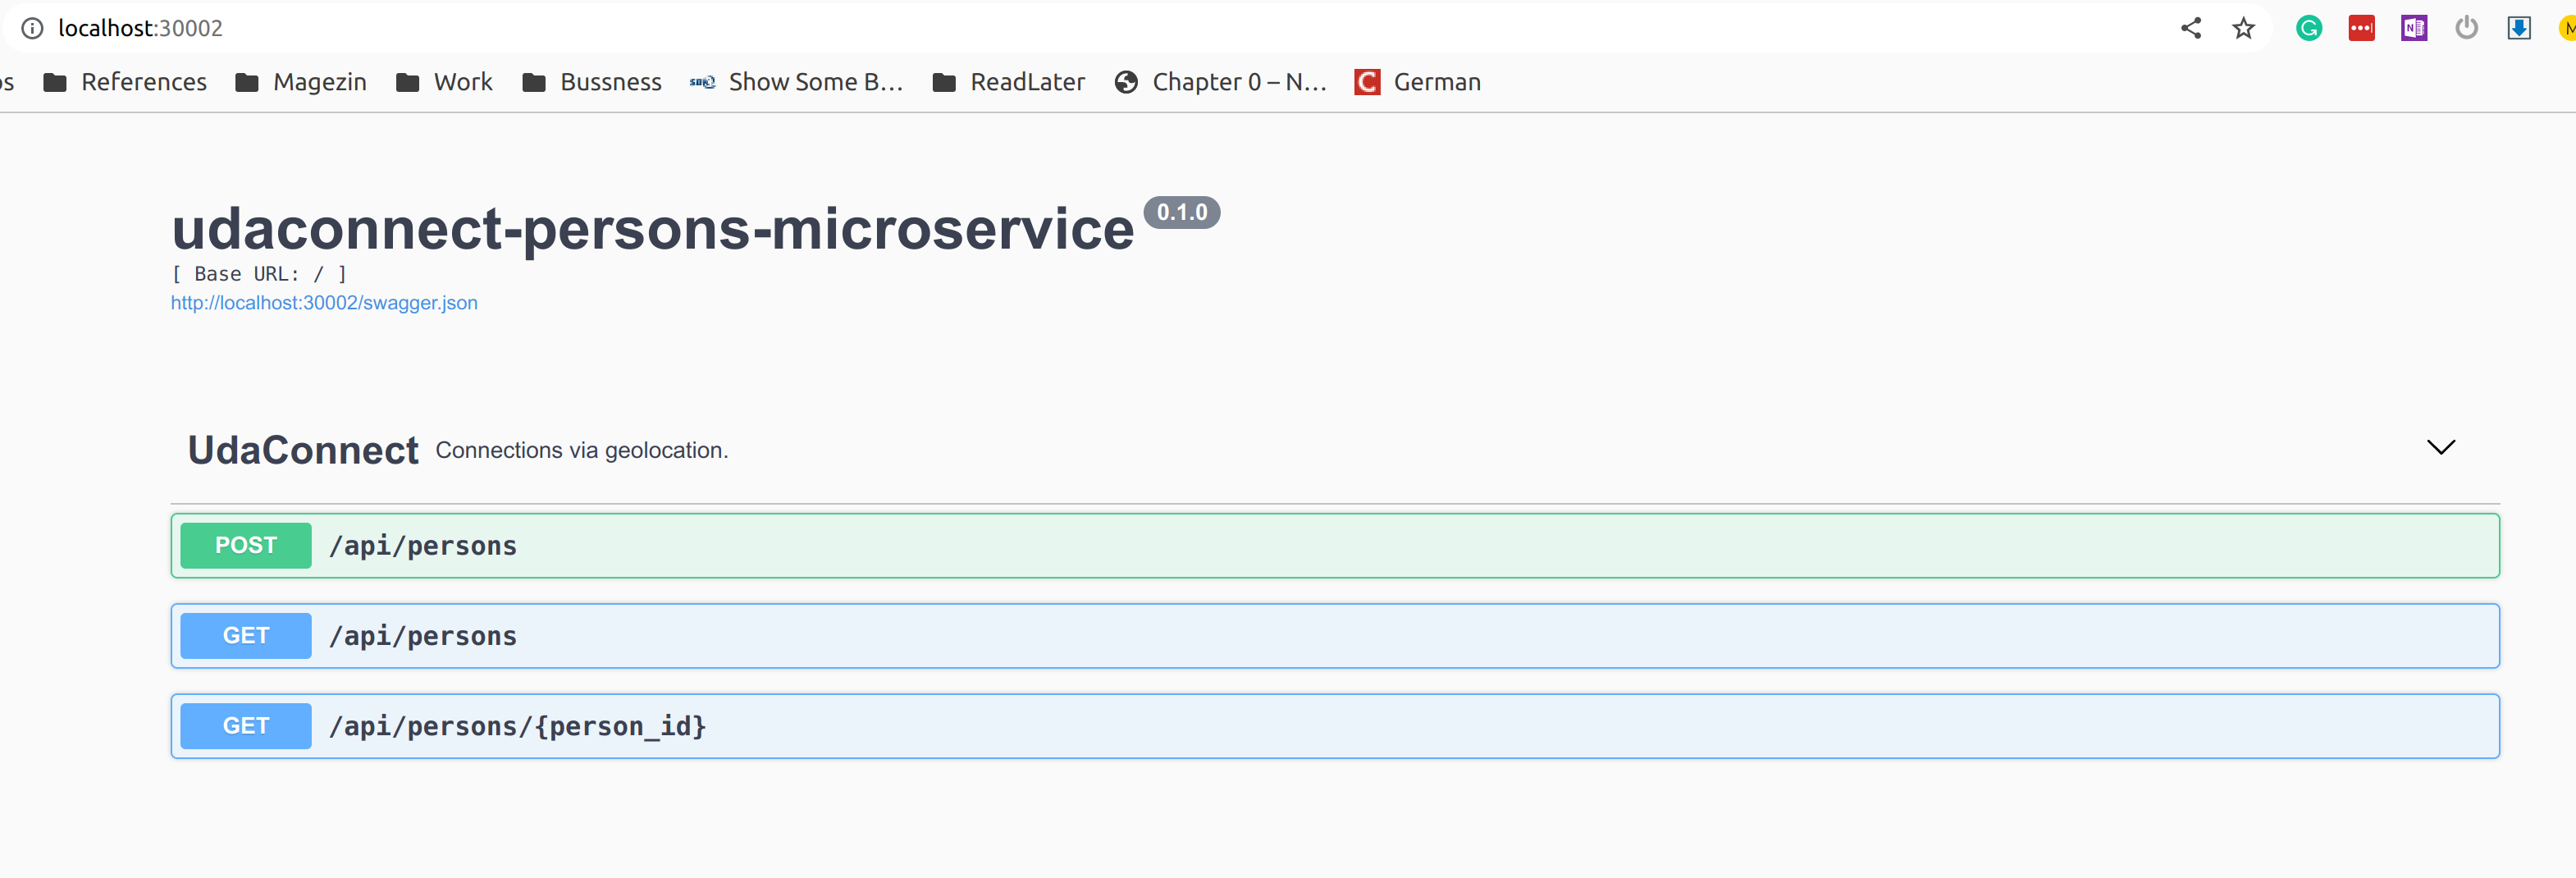 localhost:30002
References Magezin Work Bussness Show Some B... ReadLater Chapter 0 – N... German
udaconnect-persons-microservice 0.1.0
[ Base URL: / ]
http://localhost:30002/swagger.json
UdaConnect Connections via geolocation.
POST /api/persons
GET /api/persons
GET /api/persons/{person_id}